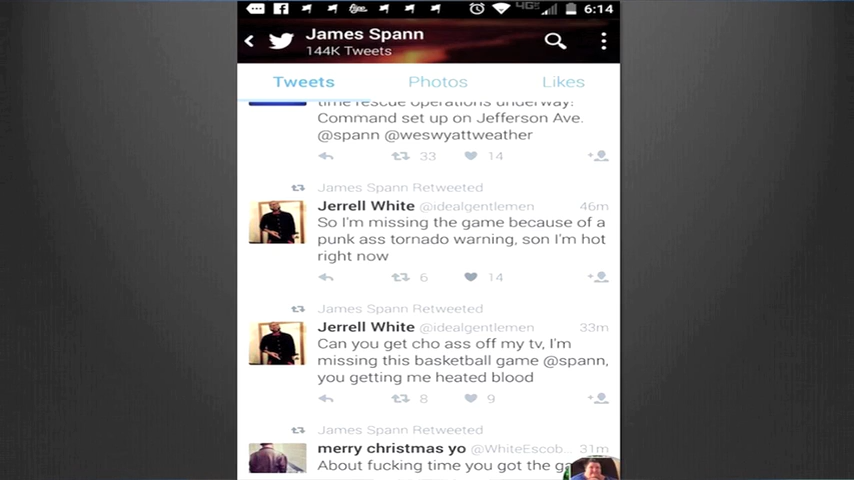 4G 6:14
James Spann
144K Tweets
Tweets Photos Likes
time rescue operations underway!
Command set up on Jefferson Ave.
@spann @weswyattweather
33 14
James Spann Retweeted
Jerrell White @idealgentlemen 46m
So I'm missing the game because of a
punk ass tornado warning, son I'm hot
right now
6 14
James Spann Retweeted
Jerrell White @idealgentlemen 33m
Can you get cho ass off my tv, I'm
missing this basketball game @spann,
you getting me heated blood
8 9
James Spann Retweeted
merry christmas yo @WhiteEscob... 31m
About fucking time you got the ga